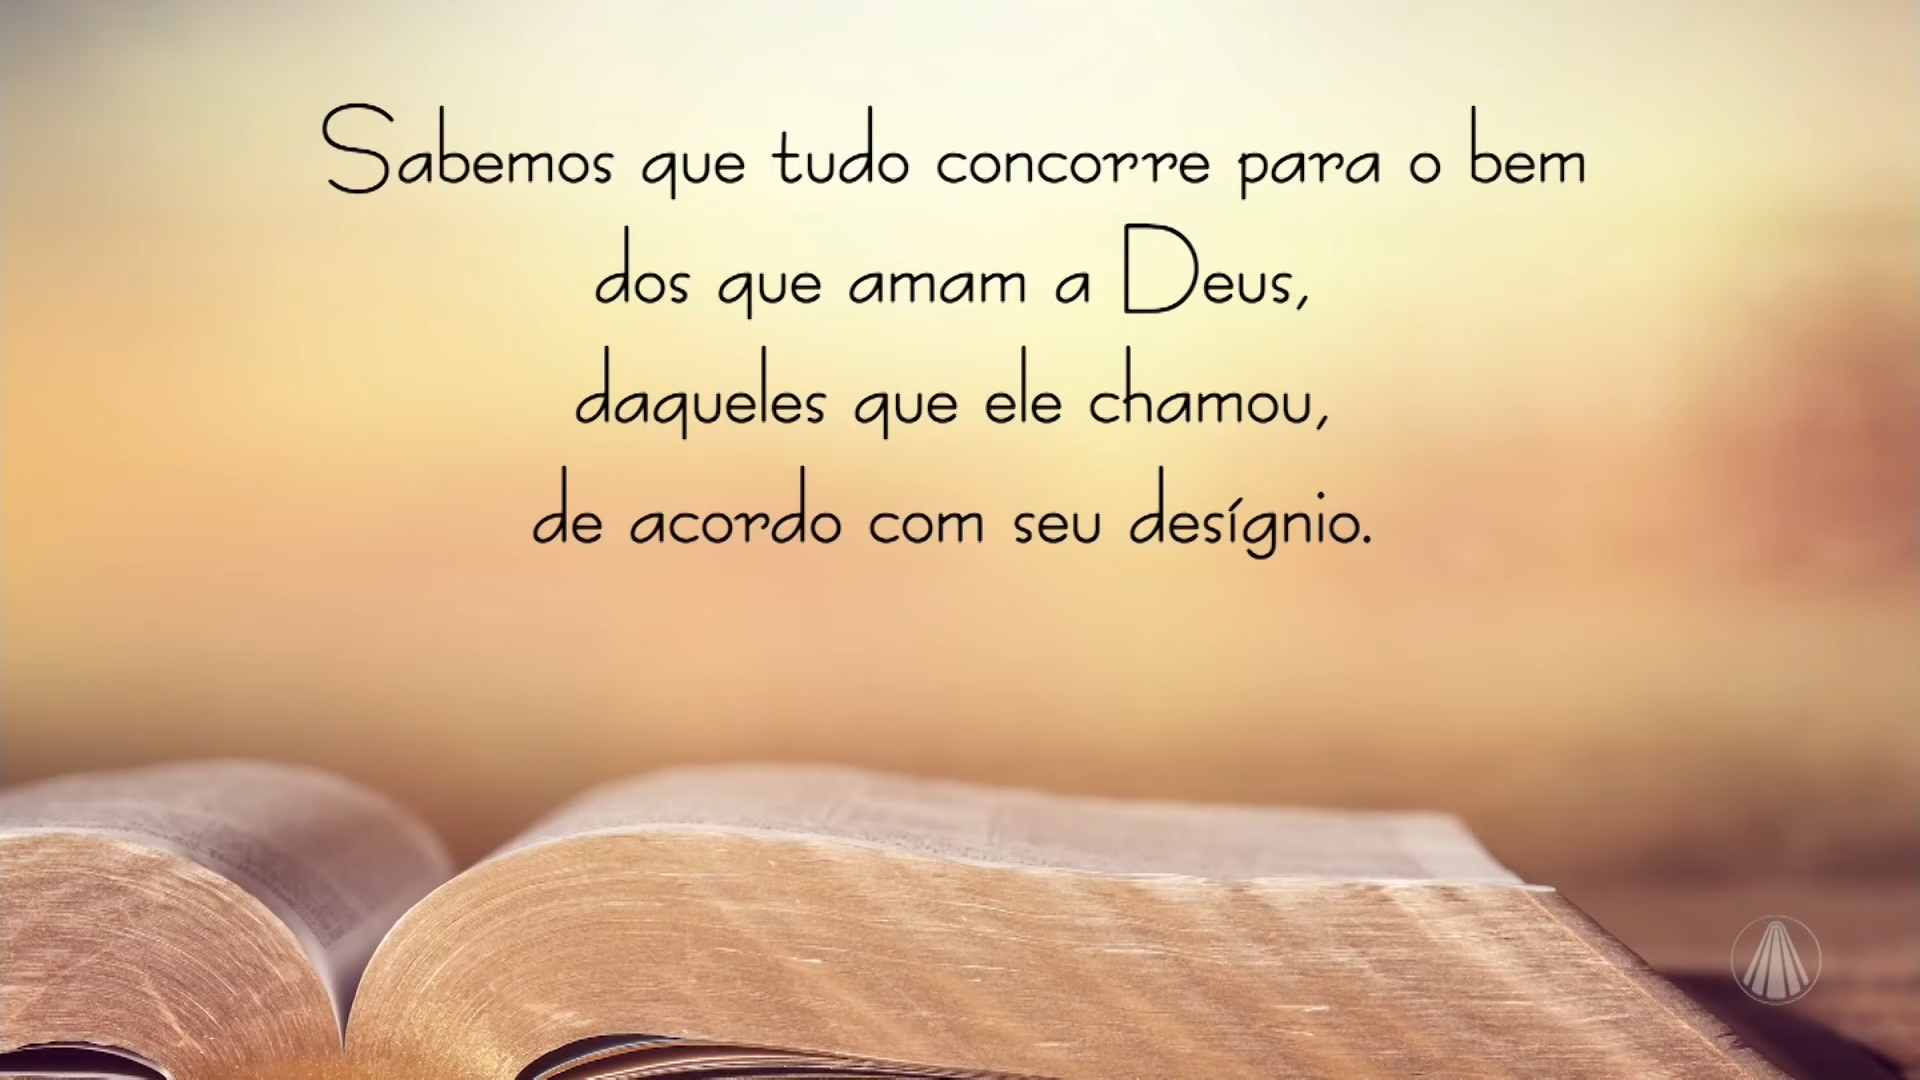 Sabemos que tudo concorre para o bem
dos que amam a Deus,
daqueles que ele chamou,
de acordo com seu desígnio.